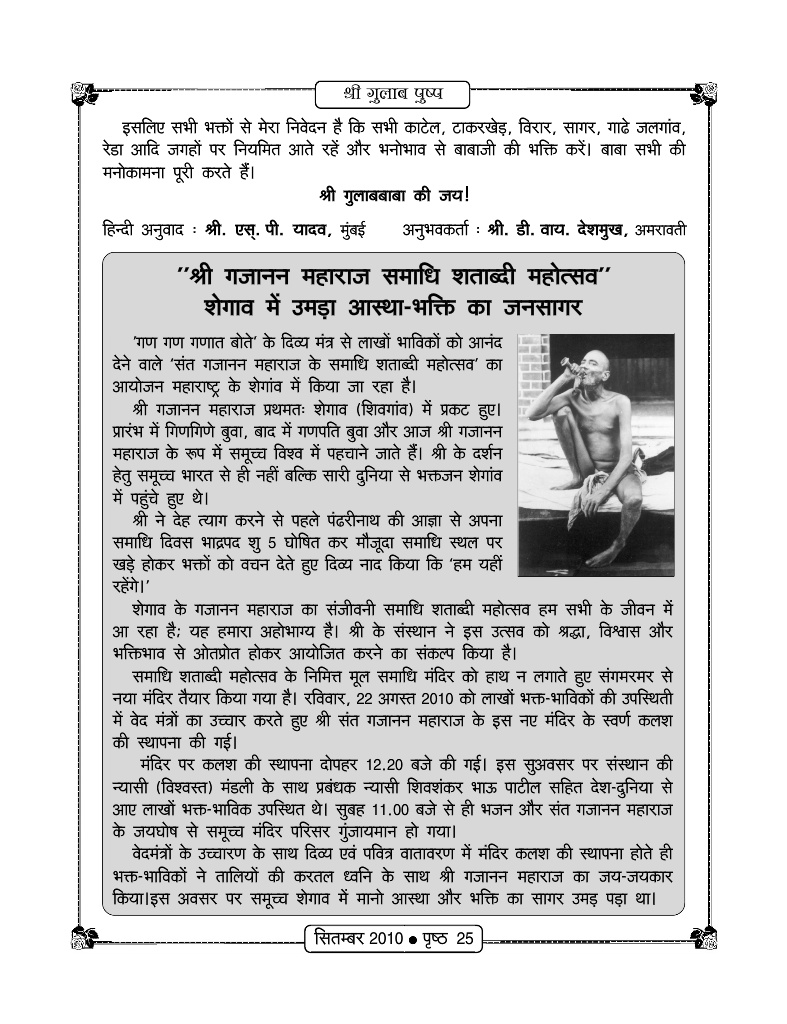 श्री गुलाब पुष्प
इसलिए सभी भक्तों से मेरा निवेदन है कि सभी काटेल, टाकरखेड़, विरार, सागर, गाढे जलगांव,
रेडा आदि जगहों पर नियमित आते रहें और भनोभाव से बाबाजी की भक्ति करें। बाबा सभी की
मनोकामना पूरी करते हैं।
श्री गुलाबबाबा की जय!
हिन्दी अनुवाद : श्री. एस्. पी. यादव, मुंबई अनुभवकर्ता : श्री. डी. वाय. देशमुख, अमरावती
''श्री गजानन महाराज समाधि शताब्दी महोत्सव''
शेगाव में उमड़ा आस्था-भक्ति का जनसागर
'गण गण गणात बोते' के दिव्य मंत्र से लाखों भाविकों को आनंद
देने वाले 'संत गजानन महाराज के समाधि शताब्दी महोत्सव' का
आयोजन महाराष्ट्र के शेगांव में किया जा रहा है।
श्री गजानन महाराज प्रथमतः शेगाव (शिवगांव) में प्रकट हुए।
प्रारंभ में गिणगिणे बुवा, बाद में गणपति बुवा और आज श्री गजानन
महाराज के रूप में समूच्च विश्व में पहचाने जाते हैं। श्री के दर्शन
हेतु समूच्च भारत से ही नहीं बल्कि सारी दुनिया से भक्तजन शेगांव
में पहुंचे हुए थे।
श्री ने देह त्याग करने से पहले पंढरीनाथ की आज्ञा से अपना
समाधि दिवस भाद्रपद शु 5 घोषित कर मौजूदा समाधि स्थल पर
खड़े होकर भक्तों को वचन देते हुए दिव्य नाद किया कि 'हम यहीं
रहेंगे।'
शेगाव के गजानन महाराज का संजीवनी समाधि शताब्दी महोत्सव हम सभी के जीवन में
आ रहा है; यह हमारा अहोभाग्य है। श्री के संस्थान ने इस उत्सव को श्रद्धा, विश्वास और
भक्तिभाव से ओतप्रोत होकर आयोजित करने का संकल्प किया है।
समाधि शताब्दी महोत्सव के निमित्त मूल समाधि मंदिर को हाथ न लगाते हुए संगमरमर से
नया मंदिर तैयार किया गया है। रविवार, 22 अगस्त 2010 को लाखों भक्त-भाविकों की उपस्थिती
में वेद मंत्रों का उच्चार करते हुए श्री संत गजानन महाराज के इस नए मंदिर के स्वर्ण कलश
की स्थापना की गई।
मंदिर पर कलश की स्थापना दोपहर 12.20 बजे की गई। इस सुअवसर पर संस्थान की
न्यासी (विश्वस्त) मंडली के साथ प्रबंधक न्यासी शिवशंकर भाऊ पाटील सहित देश-दुनिया से
आए लाखों भक्त-भाविक उपस्थित थे। सुबह 11.00 बजे से ही भजन और संत गजानन महाराज
के जयघोष से समूच्च मंदिर परिसर गुंजायमान हो गया।
वेदमंत्रों के उच्चारण के साथ दिव्य एवं पवित्र वातावरण में मंदिर कलश की स्थापना होते ही
भक्त-भाविकों ने तालियों की करतल ध्वनि के साथ श्री गजानन महाराज का जय-जयकार
किया।इस अवसर पर समूच्च शेगाव में मानो आस्था और भक्ति का सागर उमड़ पड़ा था।
सितम्बर 2010 ● पृष्ठ 25